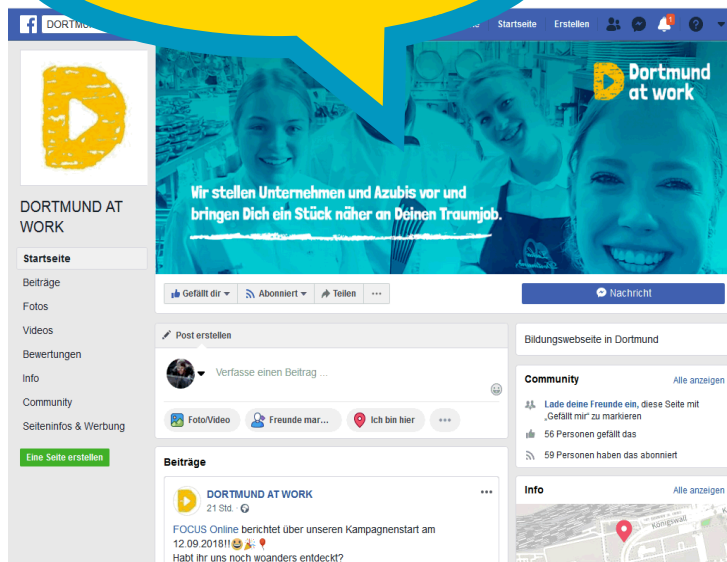 DORTMU
Startseite Erstellen
1
Dortmund
at work
Wir stellen Unternehmen und Azubis vor und
bringen Dich ein Stück näher an Deinen Traumjob.
DORTMUND AT
WORK
Startseite
Beiträge
Fotos
Videos
Bewertungen
Info
Community
Seiteninfos & Werbung
Eine Seite erstellen
Gefällt dir
Abonniert
Teilen
Nachricht
Post erstellen
Verfasse einen Beitrag ...
Foto/Video
Freunde mar...
Ich bin hier
Beiträge
DORTMUND AT WORK
21 Std. ·
FOCUS Online berichtet über unseren Kampagnenstart am
12.09.2018!!😂🎉🎈
Habt ihr uns noch woanders entdeckt?
Bildungswebseite in Dortmund
Community Alle anzeigen
Lade deine Freunde ein, diese Seite mit
„Gefällt mir“ zu markieren
56 Personen gefällt das
59 Personen haben das abonniert
Info Alle anzeigen
Königswall